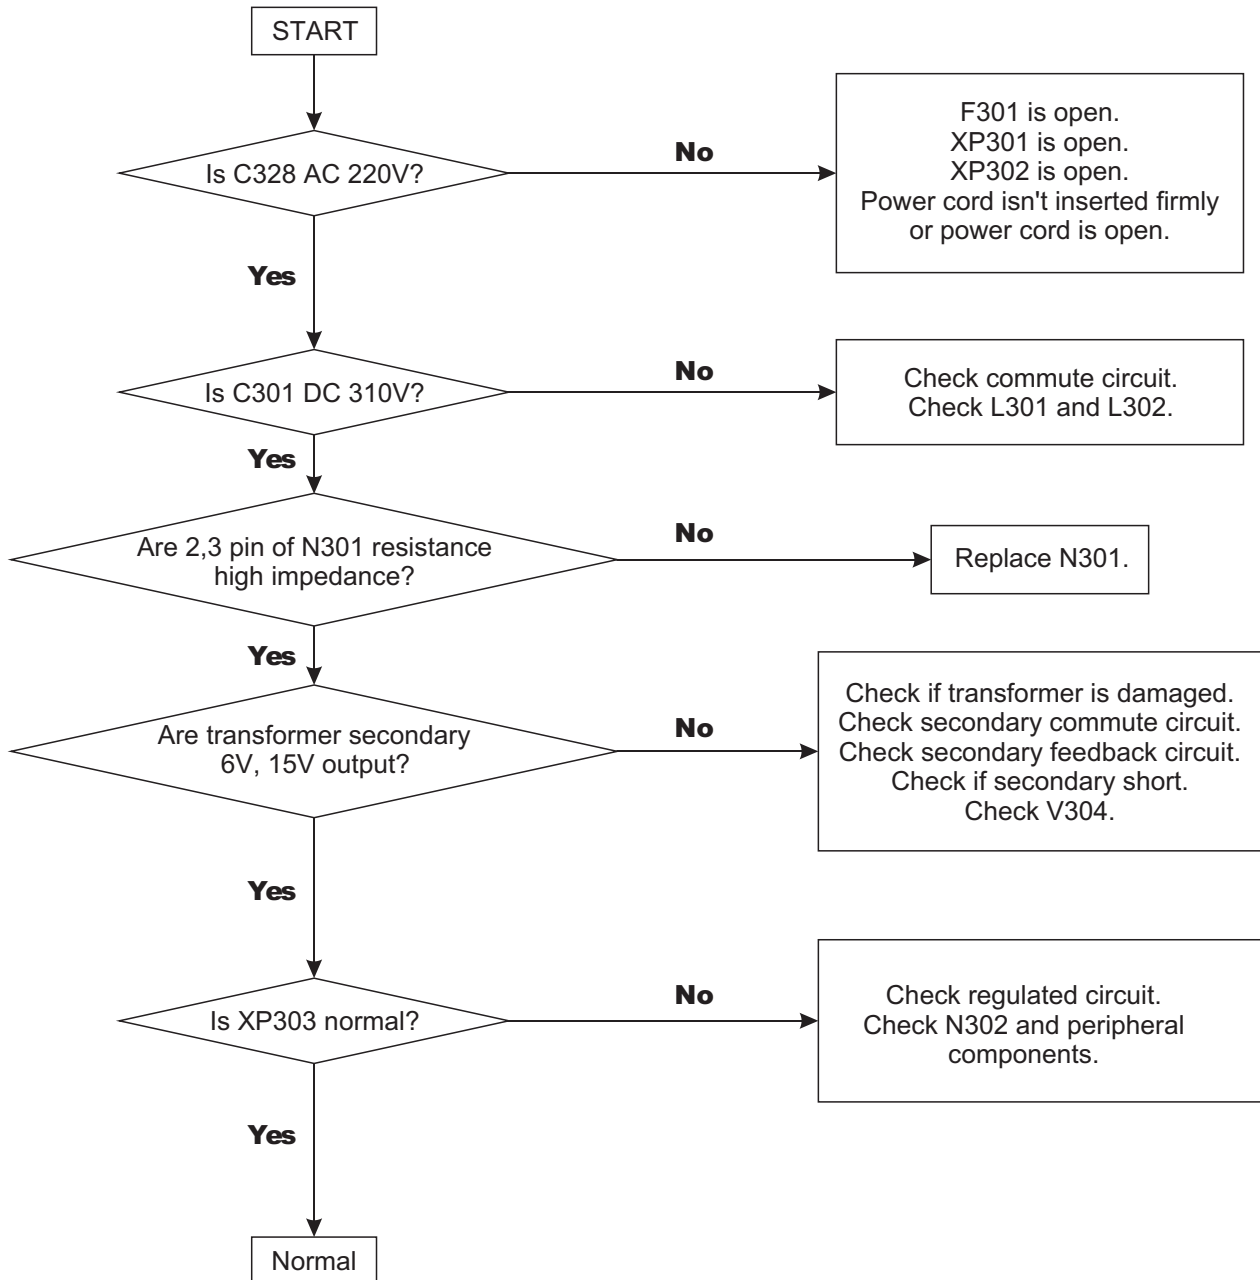 START
Is C328 AC 220V?
No
F301 is open.
XP301 is open.
XP302 is open.
Power cord isn't inserted firmly
or power cord is open.
Yes
Is C301 DC 310V?
No
Check commute circuit.
Check L301 and L302.
Yes
Are 2,3 pin of N301 resistance
high impedance?
No
Replace N301.
Yes
Are transformer secondary
6V, 15V output?
No
Check if transformer is damaged.
Check secondary commute circuit.
Check secondary feedback circuit.
Check if secondary short.
Check V304.
Yes
Is XP303 normal?
No
Check regulated circuit.
Check N302 and peripheral
components.
Yes
Normal